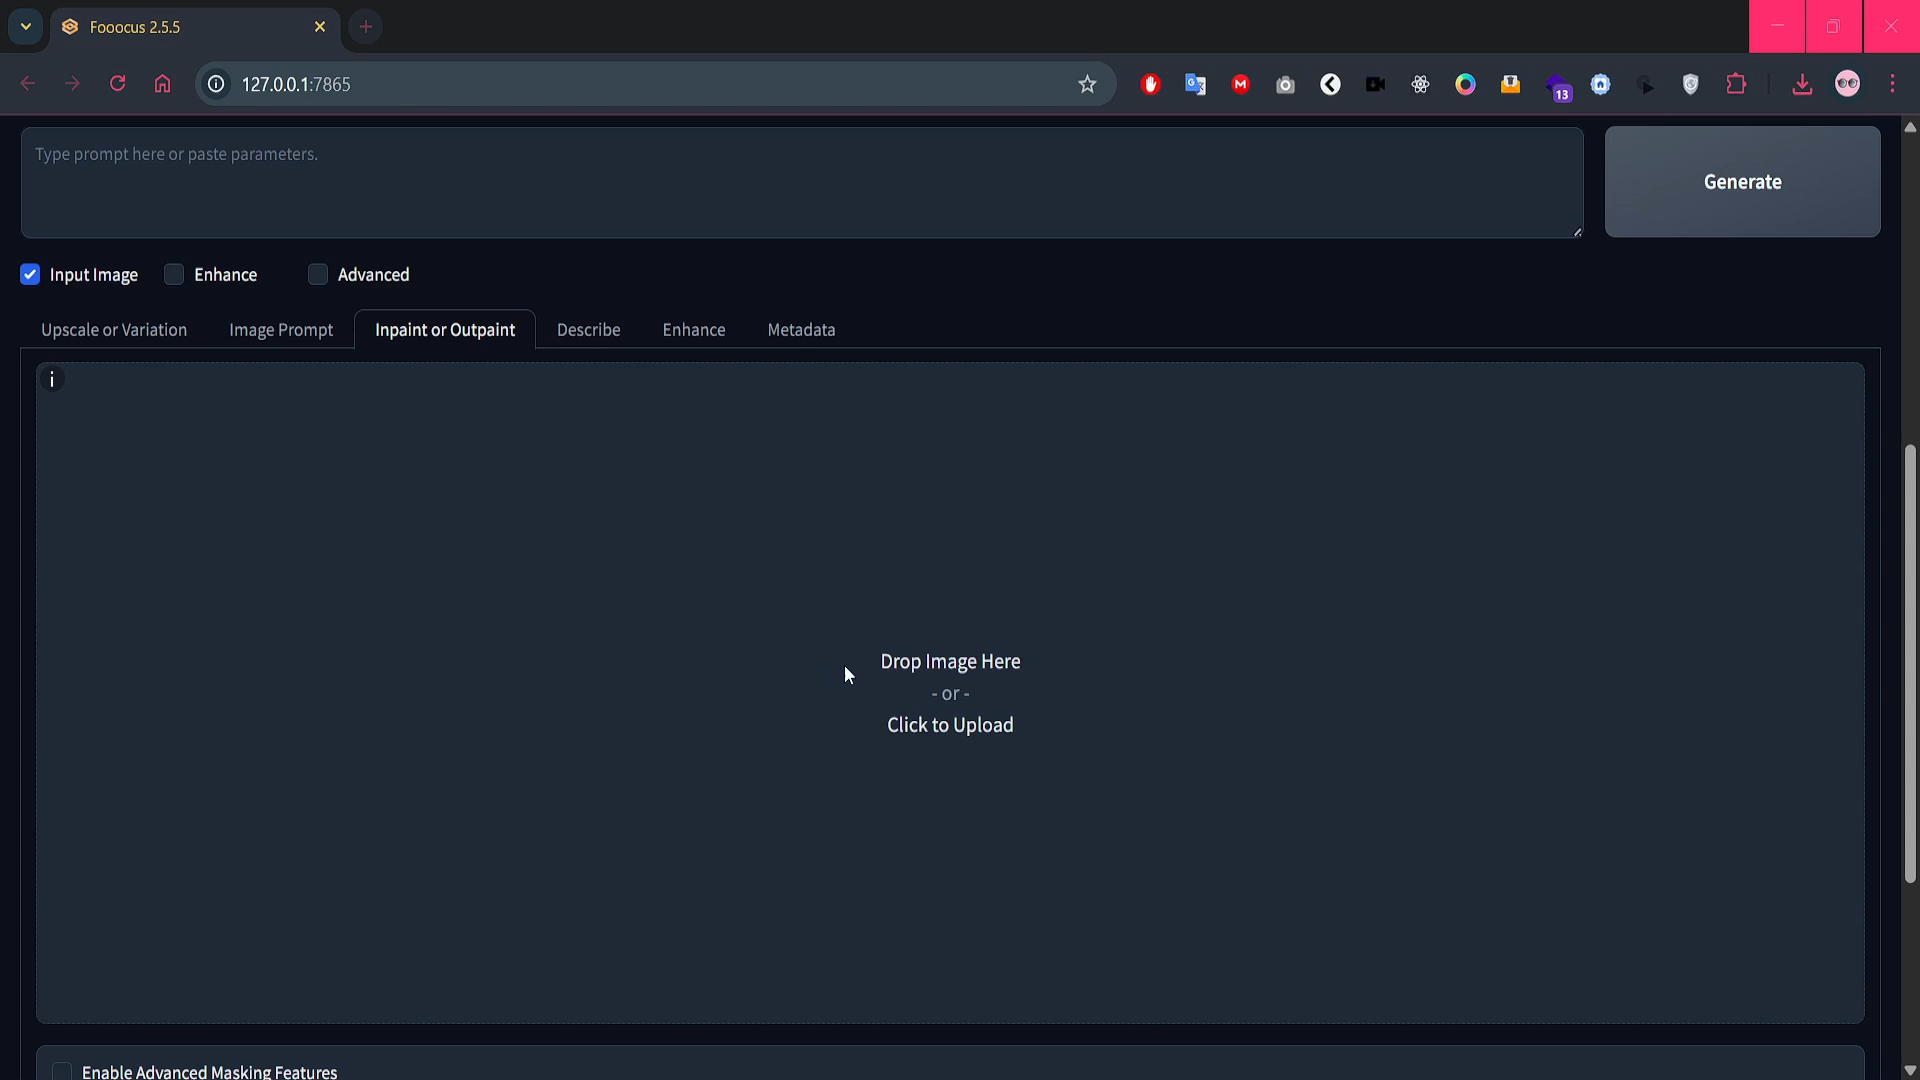 Fooocus 2.5.5
127.0.0.1:7865
13
Type prompt here or paste parameters.
Generate
Input Image
Enhance
Advanced
Upscale or Variation
Image Prompt
Inpaint or Outpaint
Describe
Enhance
Metadata
i
Drop Image Here
- or -
Click to Upload
Enable Advanced Masking Features